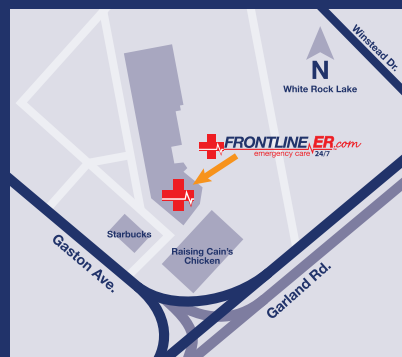 Winstead Dr.
N
White Rock Lake
FRONTLINE ER.com
emergency care 24/7
Starbucks
Raising Cain's
Chicken
Gaston Ave.
Garland Rd.